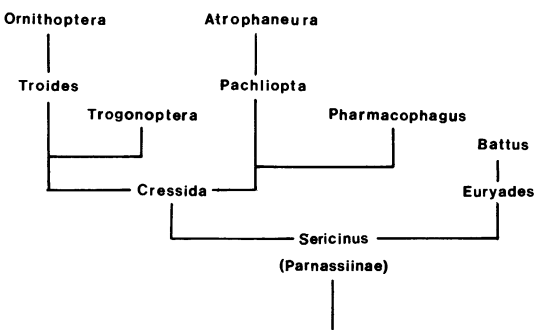 Ornithoptera Atrophaneura
Troides Pachliopta
Trogonoptera Pharmacophagus
Battus
Cressida Euryades
Sericinus
(Parnassiinae)